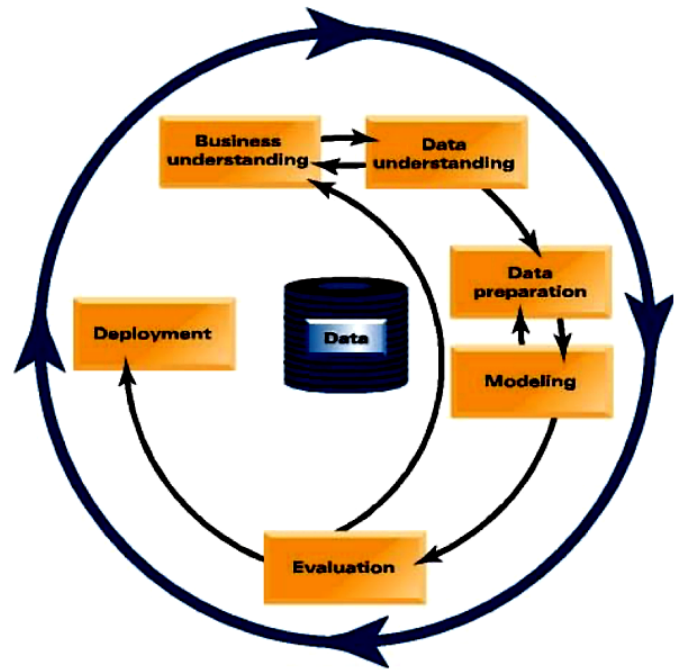 Business
understanding
Data
understanding
Data
preparation
Deployment
Data
Modeling
Evaluation